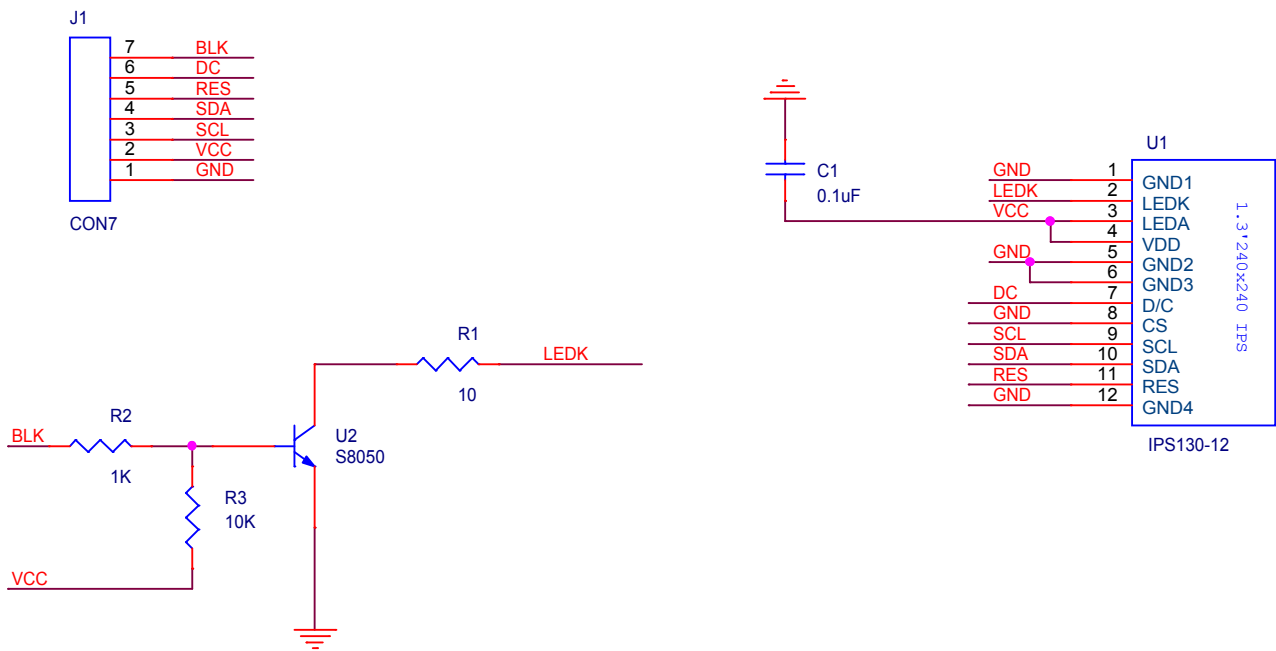 J1
7 BLK
6 DC
5 RES
4 SDA
3 SCL
2 VCC
1 GND
CON7
C1
0.1uF
U1
GND 1 GND1
LEDK 2 LEDK
VCC 3 LEDA
4 VDD
GND 5 GND2
6 GND3
DC 7 D/C
GND 8 CS
SCL 9 SCL
SDA 10 SDA
RES 11 RES
GND 12 GND4
1.3'240x240 IPS
IPS130-12
R1
10
LEDK
BLK
R2
1K
U2
S8050
R3
10K
VCC